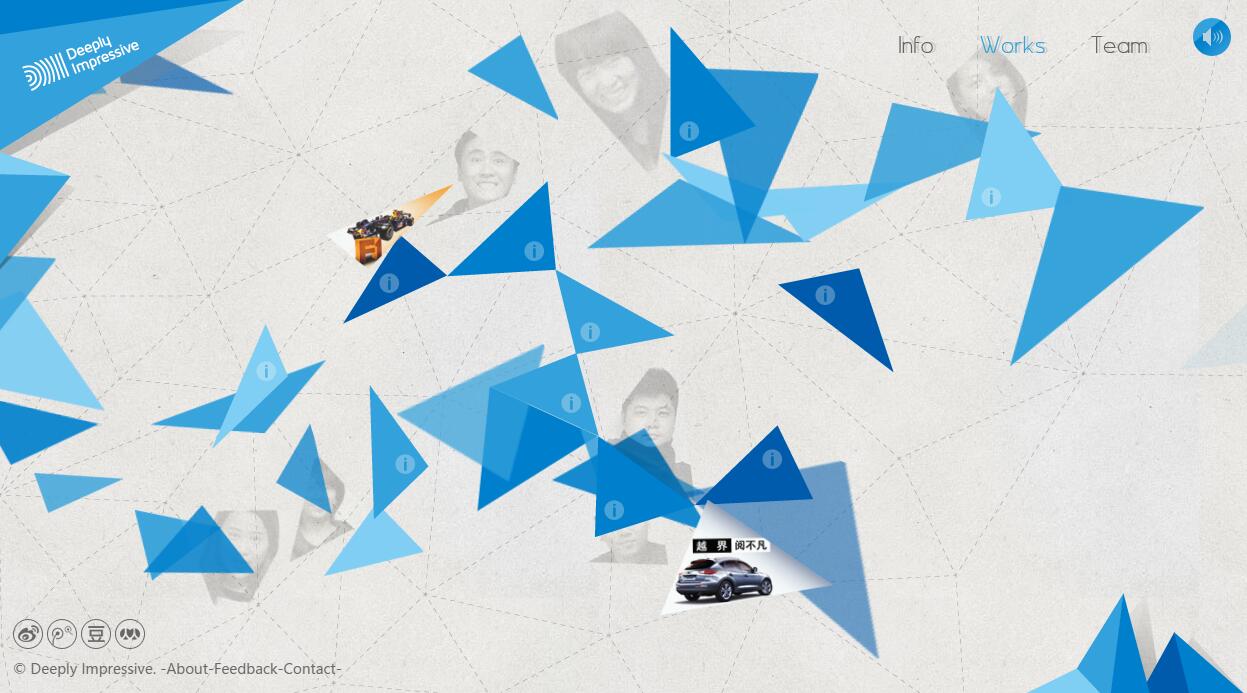 Deeply
Impressive
Info
Works
Team
越 界 阅不凡
豆
© Deeply Impressive. -About-Feedback-Contact-